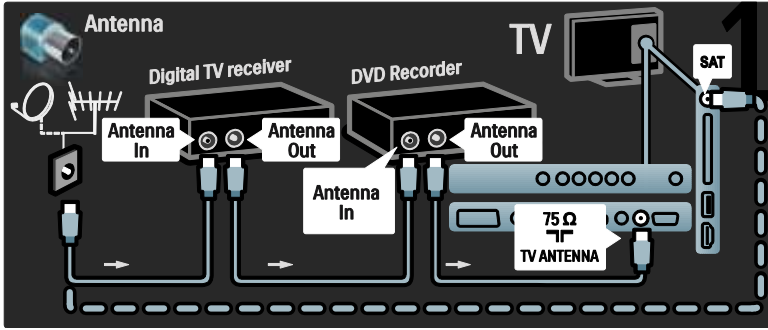 Antenna
TV
1
SAT
Digital TV receiver
DVD Recorder
Antenna
In
Antenna
Out
Antenna
In
Antenna
Out
75 Ω
TV ANTENNA